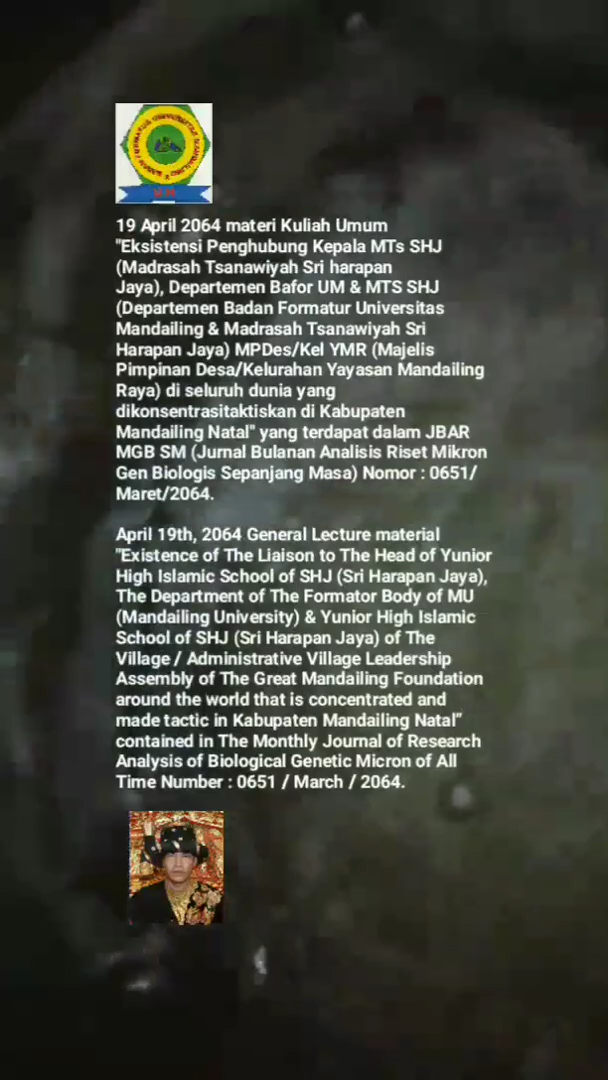 19 April 2064 materi Kuliah Umum
"Eksistensi Penghubung Kepala MTs SHJ
(Madrasah Tsanawiyah Sri harapan
Jaya), Departemen Bafor UM & MTS SHJ
(Departemen Badan Formatur Universitas
Mandailing & Madrasah Tsanawiyah Sri
Harapan Jaya) MPDes/Kel YMR (Majelis
Pimpinan Desa/Kelurahan Yayasan Mandailing
Raya) di seluruh dunia yang
dikonsentrasitaktiskan di Kabupaten
Mandailing Natal" yang terdapat dalam JBAR
MGB SM (Jurnal Bulanan Analisis Riset Mikron
Gen Biologis Sepanjang Masa) Nomor : 0651/
Maret/2064.
April 19th, 2064 General Lecture material
"Existence of The Liaison to The Head of Yunior
High Islamic School of SHJ (Sri Harapan Jaya),
The Department of The Formator Body of MU
(Mandailing University) & Yunior High Islamic
School of SHJ (Sri Harapan Jaya) of The
Village / Administrative Village Leadership
Assembly of The Great Mandailing Foundation
around the world that is concentrated and
made tactic in Kabupaten Mandailing Natal"
contained in The Monthly Journal of Research
Analysis of Biological Genetic Micron of All
Time Number : 0651 / March / 2064.